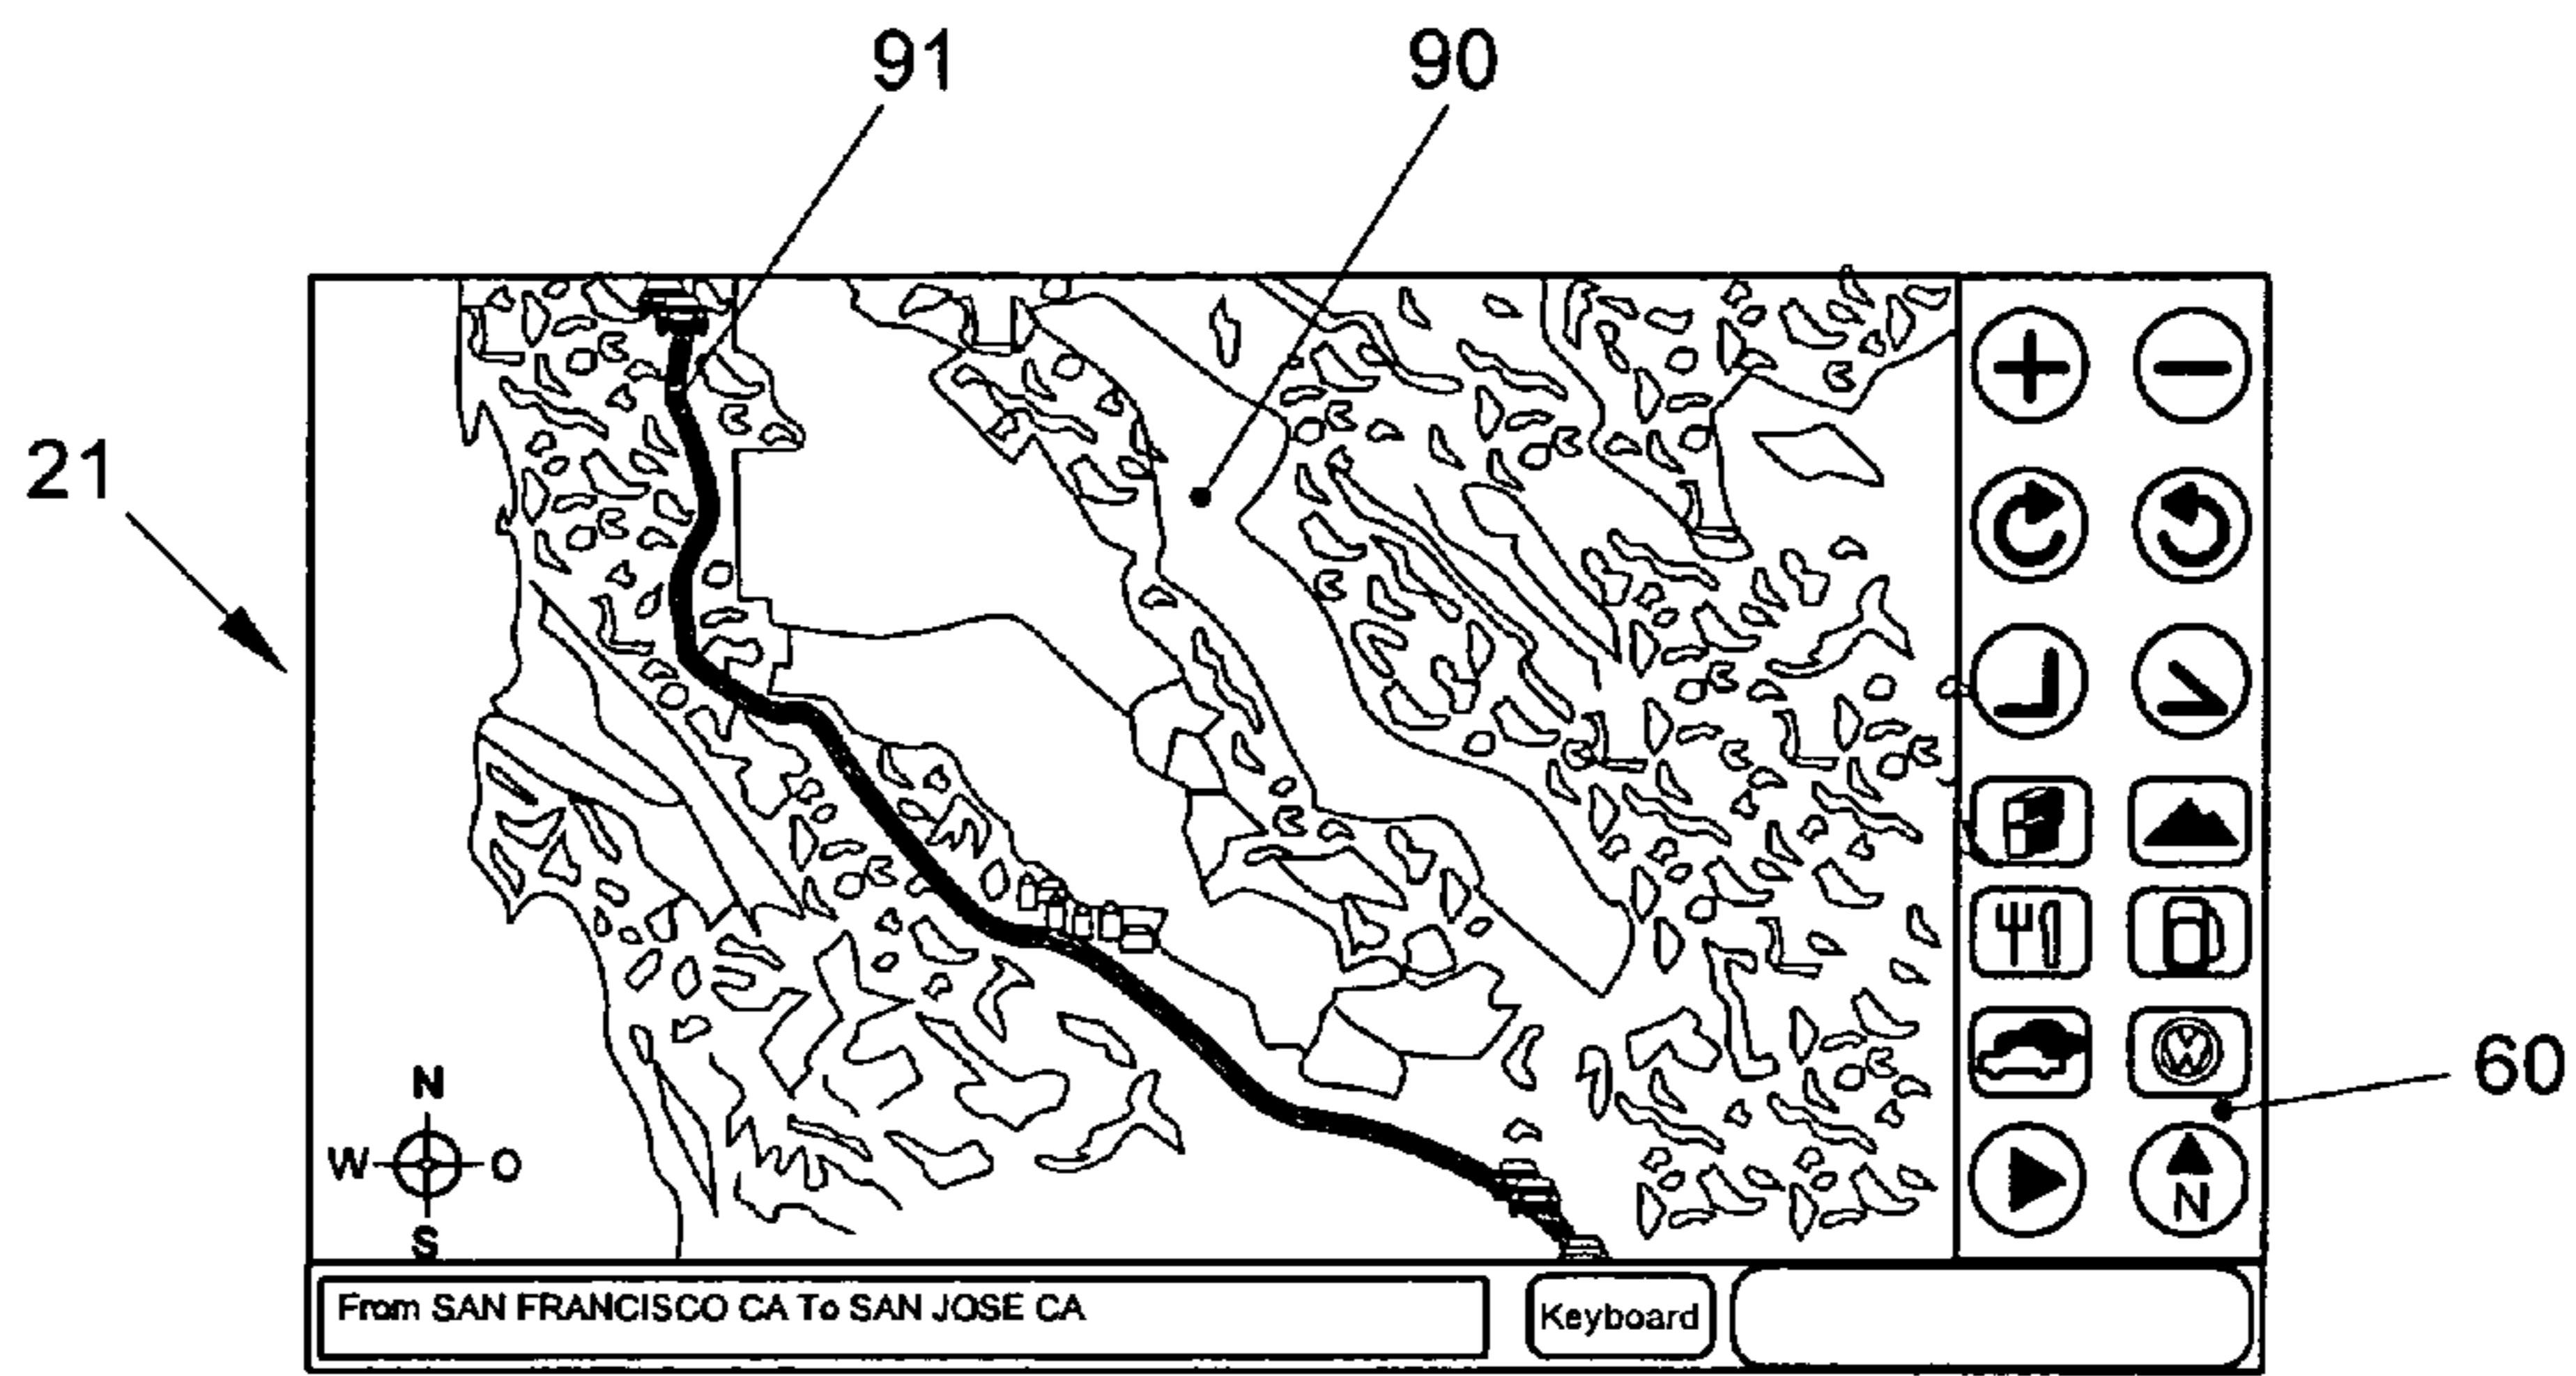 91 90
21
60
N
W O
S
N
From SAN FRANCISCO CA To SAN JOSE CA
Keyboard